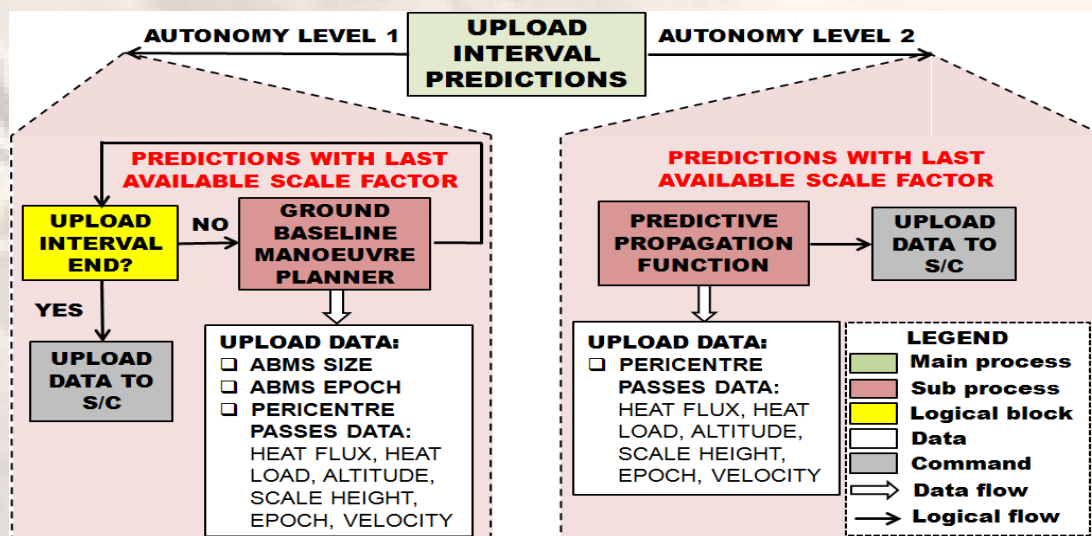 AUTONOMY LEVEL 1
UPLOAD
INTERVAL
PREDICTIONS
AUTONOMY LEVEL 2
PREDICTIONS WITH LAST
AVAILABLE SCALE FACTOR
UPLOAD
INTERVAL
END?
NO
GROUND
BASELINE
MANOEUVRE
PLANNER
YES
UPLOAD
DATA TO
S/C
UPLOAD DATA:
❑ ABMS SIZE
❑ ABMS EPOCH
❑ PERICENTRE
PASSES DATA:
HEAT FLUX, HEAT
LOAD, ALTITUDE,
SCALE HEIGHT,
EPOCH, VELOCITY
PREDICTIONS WITH LAST
AVAILABLE SCALE FACTOR
PREDICTIVE
PROPAGATION
FUNCTION
UPLOAD
DATA TO
S/C
UPLOAD DATA:
❑ PERICENTRE
PASSES DATA:
HEAT FLUX, HEAT
LOAD, ALTITUDE,
SCALE HEIGHT,
EPOCH, VELOCITY
LEGEND
Main process
Sub process
Logical block
Data
Command
Data flow
Logical flow